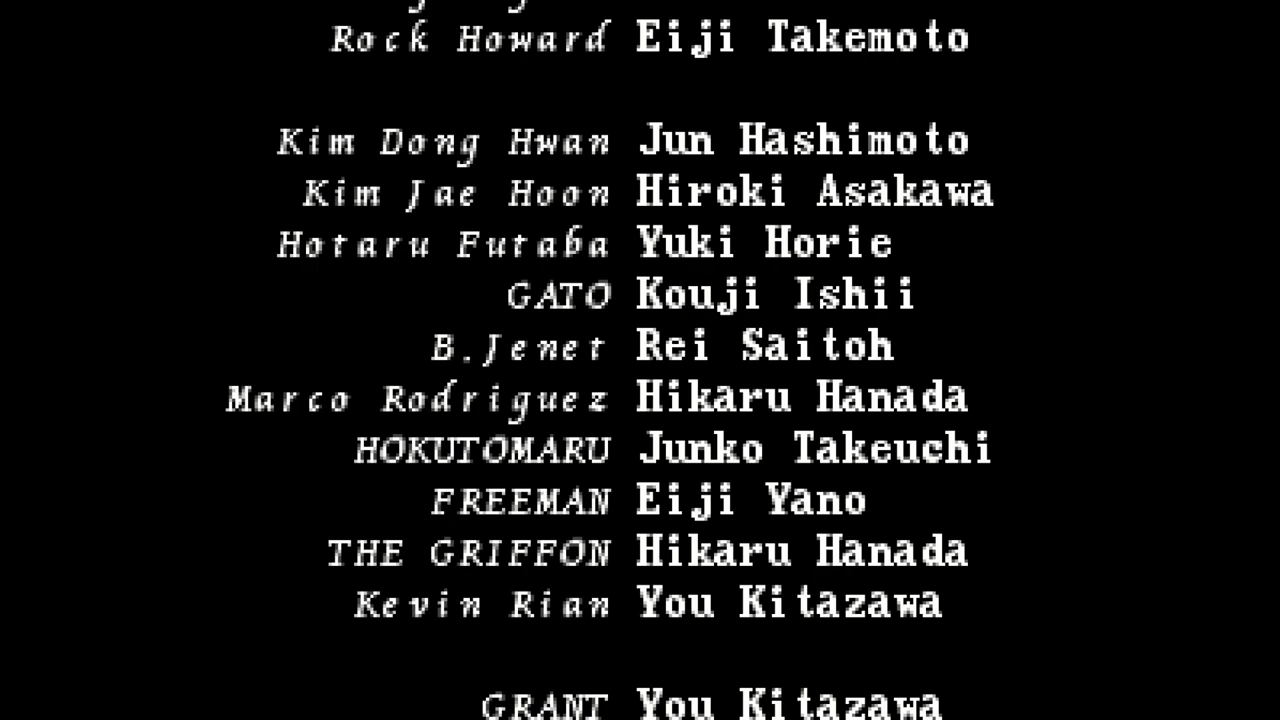 Rock Howard Eiji Takemoto
Kim Dong Hwan Jun Hashimoto
Kim Jae Hoon Hiroki Asakawa
Hotaru Futaba Yuki Horie
GATO Kouji Ishii
B.Jenet Rei Saitoh
Marco Rodriguez Hikaru Hanada
HOKUTOMARU Junko Takeuchi
FREEMAN Eiji Yano
THE GRIFFON Hikaru Hanada
Kevin Rian You Kitazawa
GRANT You Kitazawa